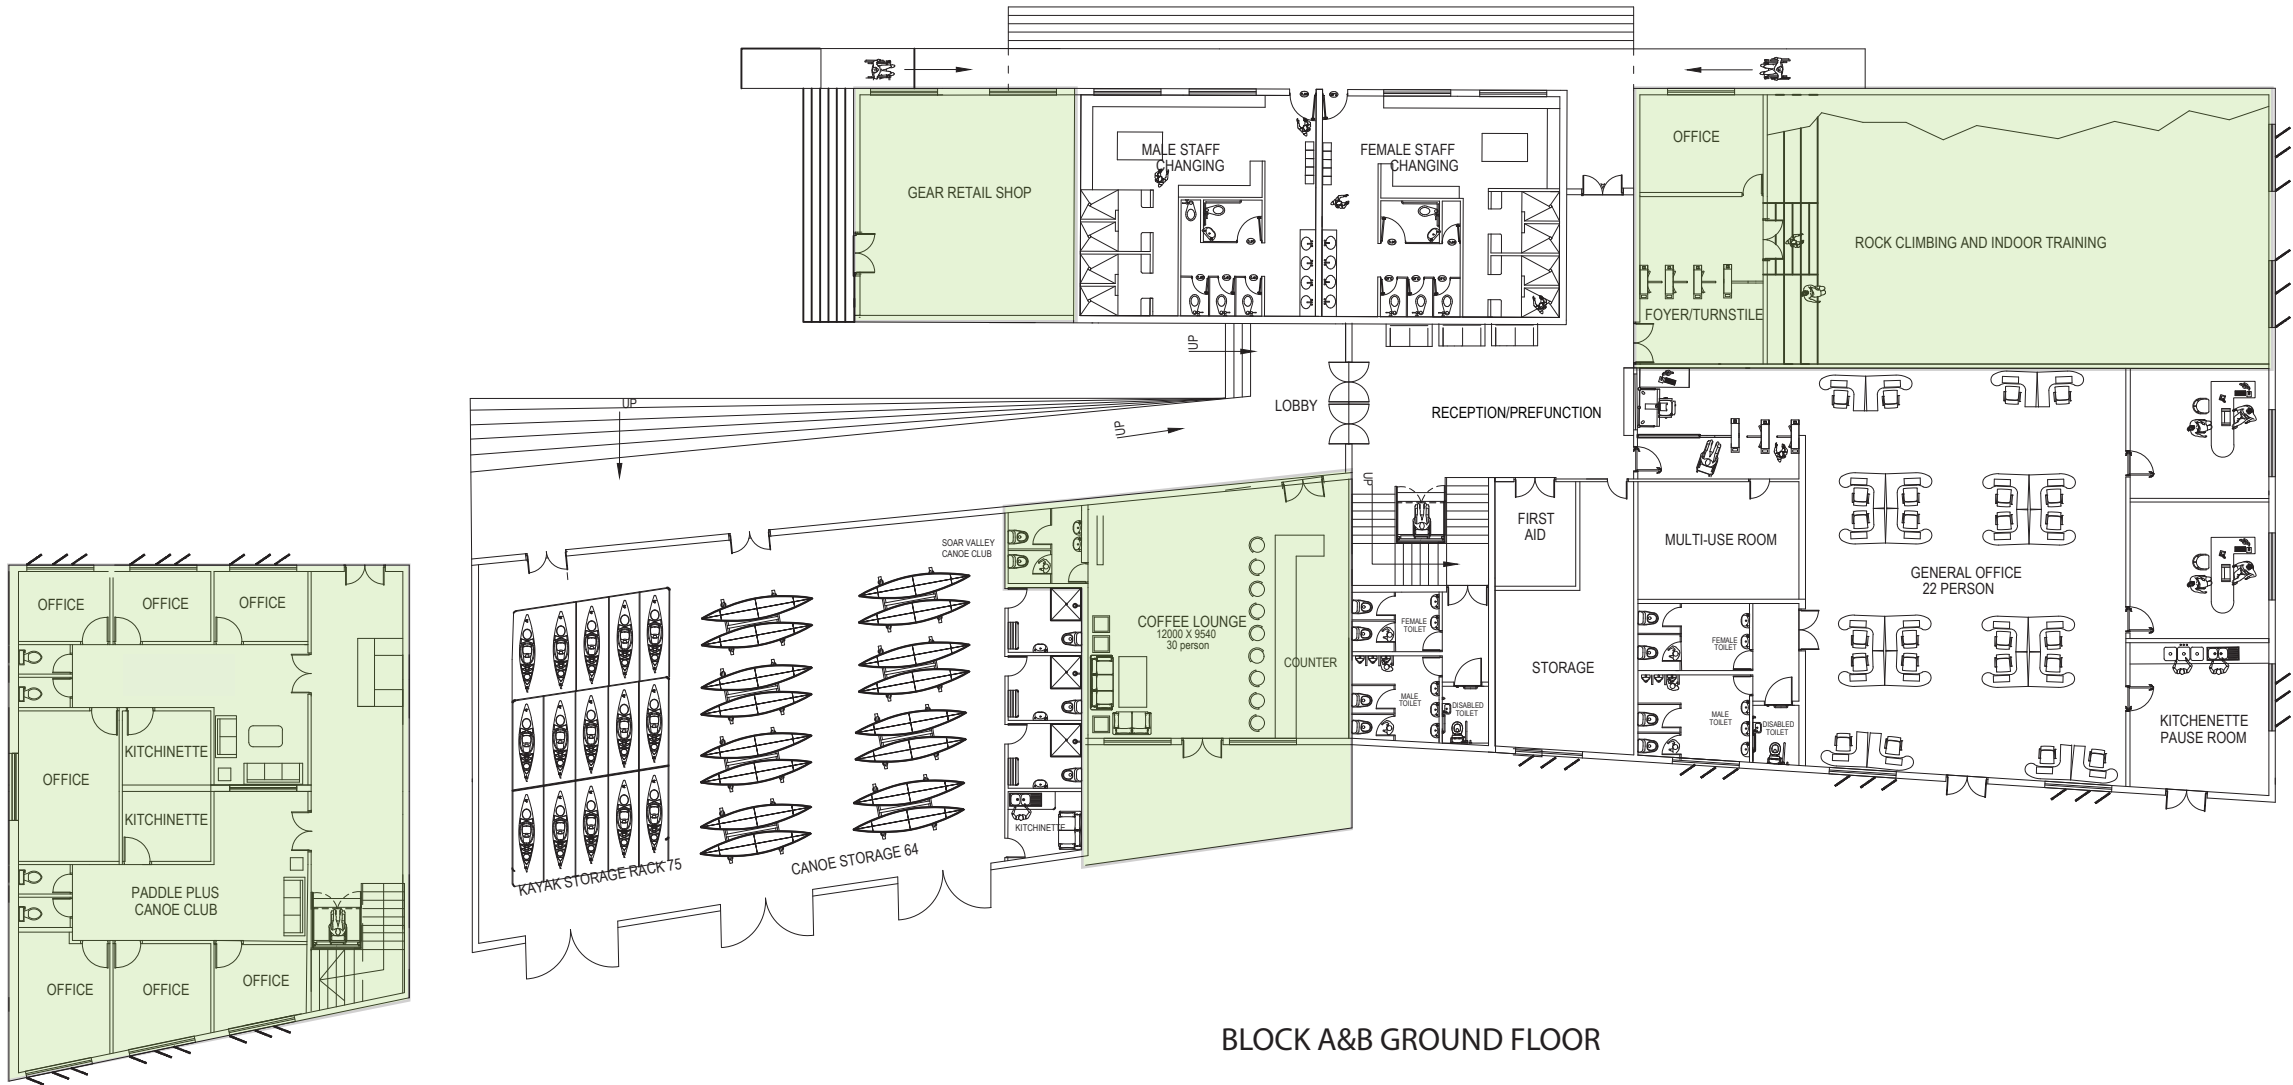 MALE STAFF
CHANGING
FEMALE STAFF
CHANGING
OFFICE
GEAR RETAIL SHOP
ROCK CLIMBING AND INDOOR TRAINING
FOYER/TURNSTILE
UP
UP
UP
LOBBY
RECEPTION/PREFUNCTION
UP
FIRST
AID
MULTI-USE ROOM
GENERAL OFFICE
22 PERSON
SOAR VALLEY
CANOE CLUB
COFFEE LOUNGE
12000 X 9540
30 person
COUNTER
FEMALE
TOILET
MALE
TOILET
DISABLED
TOILET
STORAGE
FEMALE
TOILET
MALE
TOILET
DISABLED
TOILET
KITCHENETTE
PAUSE ROOM
KITCHINETTE
KAYAK STORAGE RACK 75
CANOE STORAGE 64
OFFICE
OFFICE
OFFICE
KITCHINETTE
OFFICE
KITCHINETTE
PADDLE PLUS
CANOE CLUB
OFFICE
OFFICE
OFFICE
BLOCK A&B GROUND FLOOR